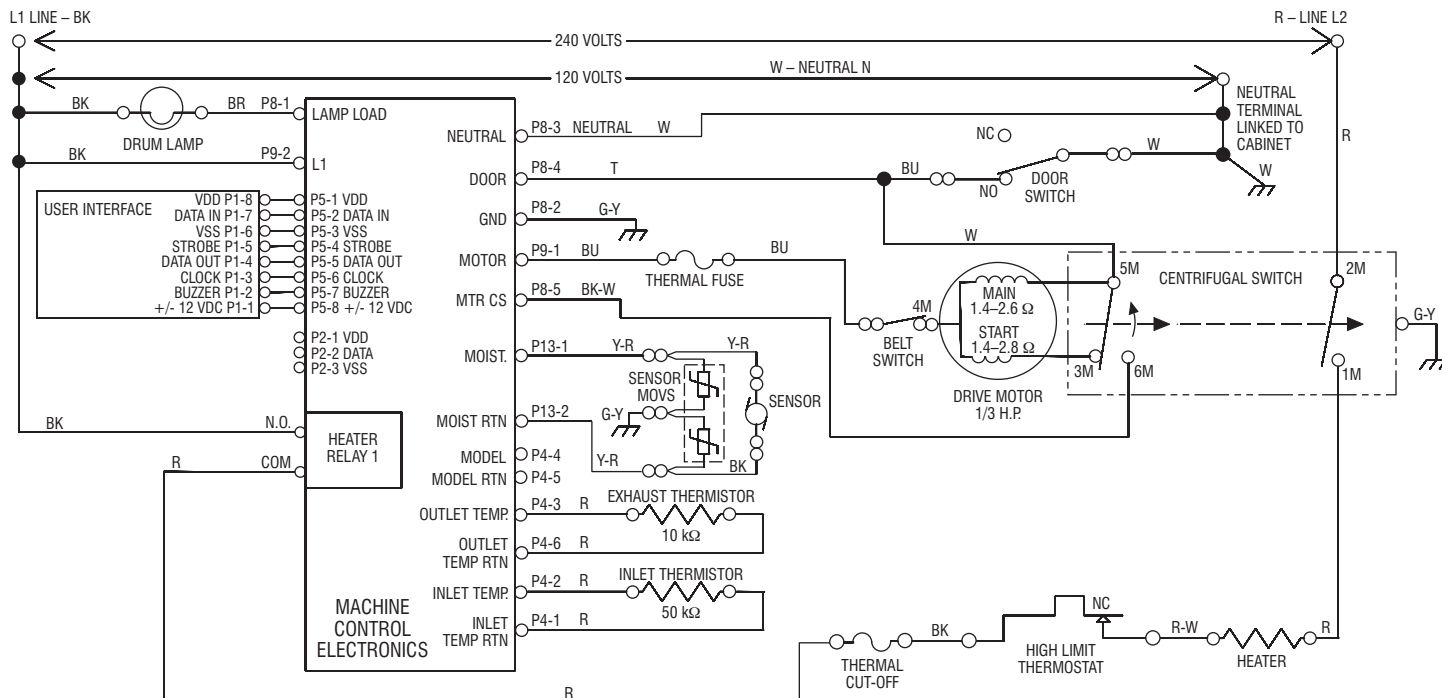 L1 LINE – BK
R – LINE L2
240 VOLTS
120 VOLTS
W – NEUTRAL N
NEUTRAL
TERMINAL
LINKED TO
CABINET
BK
DRUM LAMP
BR
P8-1
LAMP LOAD
BK
P9-2
L1
NEUTRAL
P8-3
NEUTRAL
W
NC
W
R
W
DOOR
P8-4
T
BU
NO
DOOR
SWITCH
USER INTERFACE
VDD P1-8
DATA IN P1-7
VSS P1-6
STROBE P1-5
DATA OUT P1-4
CLOCK P1-3
BUZZER P1-2
+/- 12 VDC P1-1
P5-1 VDD
P5-2 DATA IN
P5-3 VSS
P5-4 STROBE
P5-5 DATA OUT
P5-6 CLOCK
P5-7 BUZZER
P5-8 +/- 12 VDC
P2-1 VDD
P2-2 DATA
P2-3 VSS
GND
P8-2
G-Y
W
MOTOR
P9-1
BU
THERMAL FUSE
BU
MTR CS
P8-5
BK-W
5M
CENTRIFUGAL SWITCH
2M
MAIN
1.4–2.6 Ω
START
1.4–2.8 Ω
4M
BELT
SWITCH
3M
6M
1M
G-Y
DRIVE MOTOR
1/3 H.P.
MOIST.
P13-1
Y-R
Y-R
SENSOR
MOVS
SENSOR
G-Y
MOIST RTN
P13-2
Y-R
BK
BK
N.O.
HEATER
RELAY 1
R
COM
MODEL
P4-4
MODEL RTN
P4-5
OUTLET TEMP.
P4-3
R
EXHAUST THERMISTOR
10 kΩ
OUTLET
TEMP RTN
P4-6
R
INLET TEMP.
P4-2
R
INLET THERMISTOR
50 kΩ
INLET
TEMP RTN
P4-1
R
MACHINE
CONTROL
ELECTRONICS
THERMAL
CUT-OFF
BK
NC
HIGH LIMIT
THERMOSTAT
R-W
HEATER
R
R